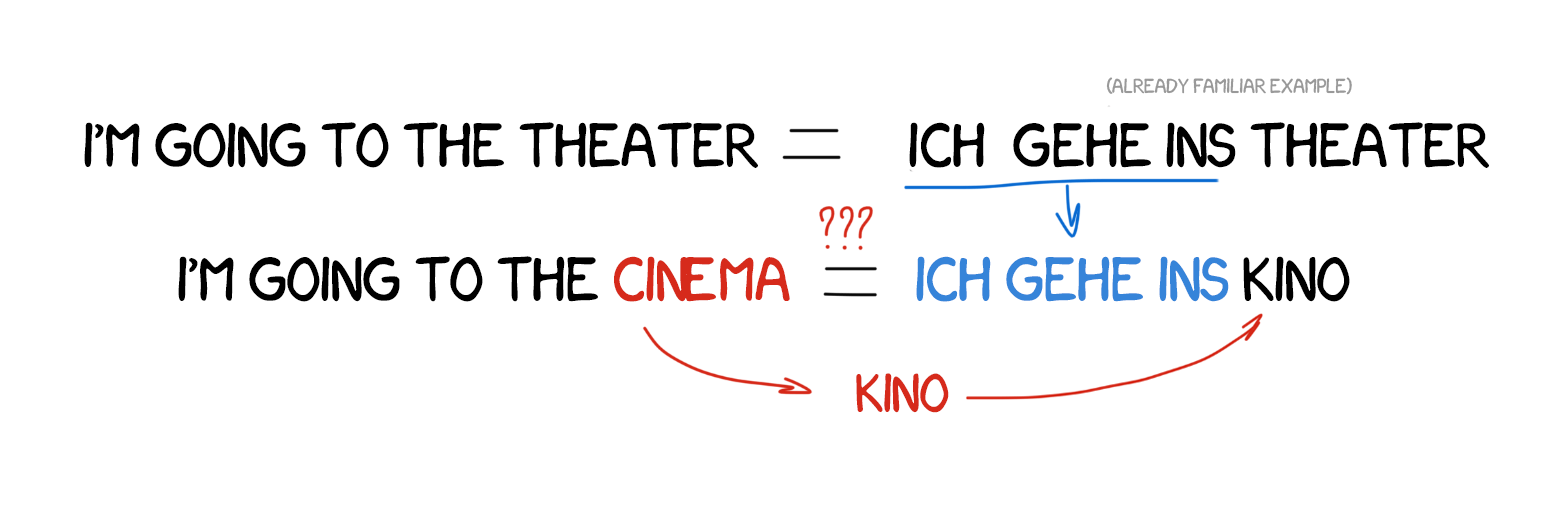 (ALREADY FAMILIAR EXAMPLE)
I'M GOING TO THE THEATER = ICH GEHE INS THEATER
???
I'M GOING TO THE CINEMA = ICH GEHE INS KINO
KINO